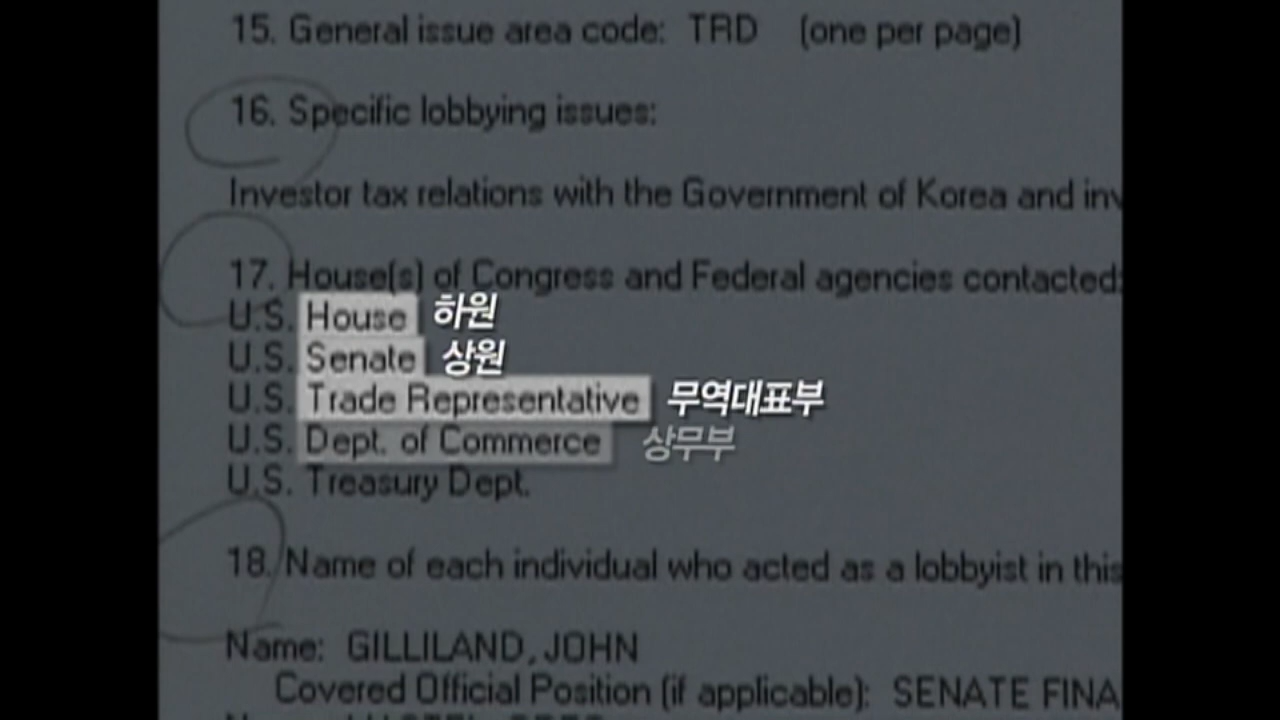 15. General issue area code: TRD (one per page)
16. Specific lobbying issues:
Investor tax relations with the Government of Korea and
17. House(s) of Congress and Federal agencies contacted:
U.S. House 하원
U.S. Senate 상원
U.S. Trade Representative 무역대표부
U.S. Dept. of Commerce 상무부
U.S. Treasury Dept.
18. Name of each individual who acted as a lobbyist in this
Name: GILLILAND, JOHN
Covered Official Position (if applicable): SENATE